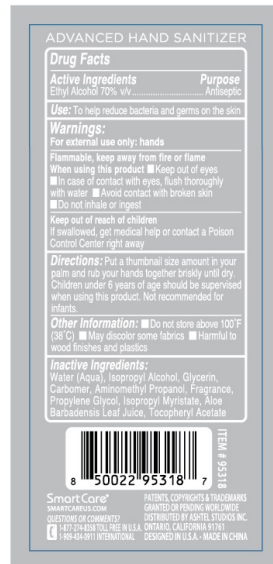 ADVANCED HAND SANITIZER
Drug Facts
Active Ingredients Purpose
Ethyl Alcohol 70% v/v..........................Antiseptic
Use: To help reduce bacteria and germs on the skin
Warnings:
For external use only: hands
Flammable, keep away from fire or flame
When using this product ■ Keep out of eyes
■ In case of contact with eyes, flush thoroughly
with water ■ Avoid contact with broken skin
■ Do not inhale or ingest
Keep out of reach of children
If swallowed, get medical help or contact a Poison
Control Center right away
Directions: Put a thumbnail size amount in your
palm and rub your hands together briskly until dry.
Children under 6 years of age should be supervised
when using this product. Not recommended for
infants.
Other Information: ■ Do not store above 100°F
(38°C) ■ May discolor some fabrics ■ Harmful to
wood finishes and plastics
Inactive Ingredients:
Water (Aqua), Isopropyl Alcohol, Glycerin,
Carbomer, Aminomethyl Propanol, Fragrance,
Propylene Glycol, Isopropyl Myristate, Aloe
Barbadensis Leaf Juice, Tocopheryl Acetate
8 50022 95318 7
ITEM # 95318
SmartCare®
SMARTCAREUS.COM
QUESTIONS OR COMMENTS?
1-877-274-8358 TOLL FREE IN U.S.A.
1-909-434-0911 INTERNATIONAL
PATENTS, COPYRIGHTS & TRADEMARKS
GRANTED OR PENDING WORLDWIDE
DISTRIBUTED BY ASHTEL STUDIOS INC.
ONTARIO, CALIFORNIA 91761
DESIGNED IN U.S.A. - MADE IN CHINA